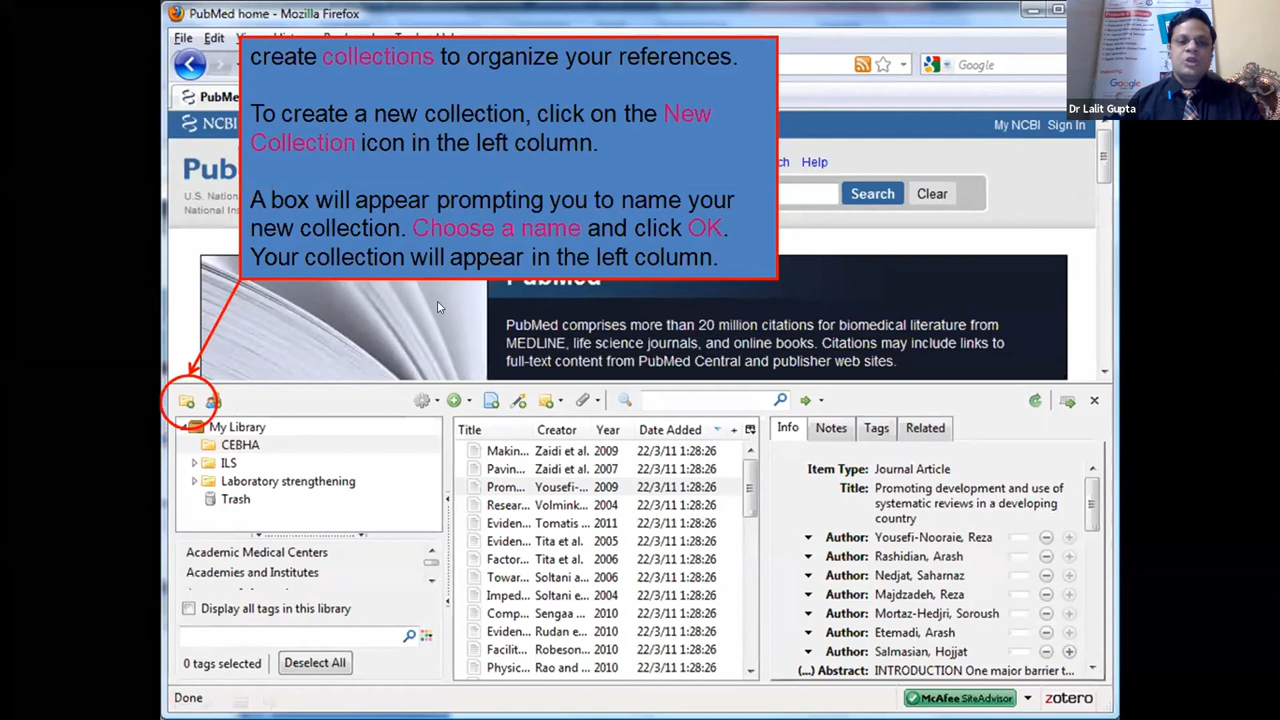 PubMed home - Mozilla Firefox
File Edit
create collections to organize your references.
To create a new collection, click on the New
Collection icon in the left column.
A box will appear prompting you to name your
new collection. Choose a name and click OK.
Your collection will appear in the left column.
Google
Google
Dr Lalit Gupta
PubMe
NCBI
My NCBI Sign In
Pub
U.S. Nation
National Ins
Help
Search
Clear
PubMed
PubMed comprises more than 20 million citations for biomedical literature from
MEDLINE, life science journals, and online books. Citations may include links to
full-text content from PubMed Central and publisher web sites.
My Library
CEBHA
ILS
Laboratory strengthening
Trash
Academic Medical Centers
Academies and Institutes
Display all tags in this library
0 tags selected
Deselect All
Title Creator Year Date Added
Makin... Zaidi et al. 2009 22/3/11 1:28:26
Pavin... Zaidi et al. 2007 22/3/11 1:28:26
Prom... Yousefi-... 2009 22/3/11 1:28:26
Resear... Volmink... 2004 22/3/11 1:28:26
Eviden... Tomatis ... 2011 22/3/11 1:28:26
Eviden... Tita et al. 2005 22/3/11 1:28:26
Factor... Tita et al. 2006 22/3/11 1:28:26
Towar... Soltani a... 2006 22/3/11 1:28:26
Imped... Soltani a... 2004 22/3/11 1:28:26
Comp... Sengaa ... 2010 22/3/11 1:28:26
Eviden... Rudan e... 2010 22/3/11 1:28:26
Facilit... Robeson... 2010 22/3/11 1:28:26
Physic... Rao and ... 2010 22/3/11 1:28:26
Info Notes Tags Related
Item Type: Journal Article
Title: Promoting development and use of
systematic reviews in a developing
country
Author: Yousefi-Nooraie, Reza
Author: Rashidian, Arash
Author: Nedjat, Saharnaz
Author: Majdzadeh, Reza
Author: Mortaz-Hedjri, Soroush
Author: Etemadi, Arash
Author: Salmasian, Hojjat
(...) Abstract: INTRODUCTION One major barrier t...
Done
McAfee SiteAdvisor
zotero